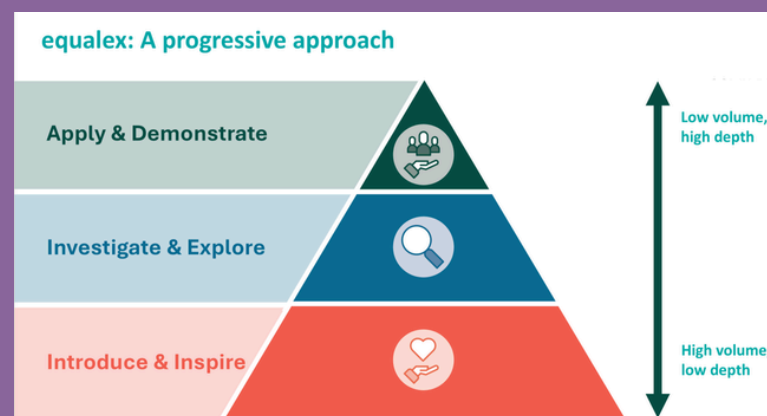 equalex: A progressive approach
Apply & Demonstrate
Low volume,
high depth
Investigate & Explore
Introduce & Inspire
High volume,
low depth